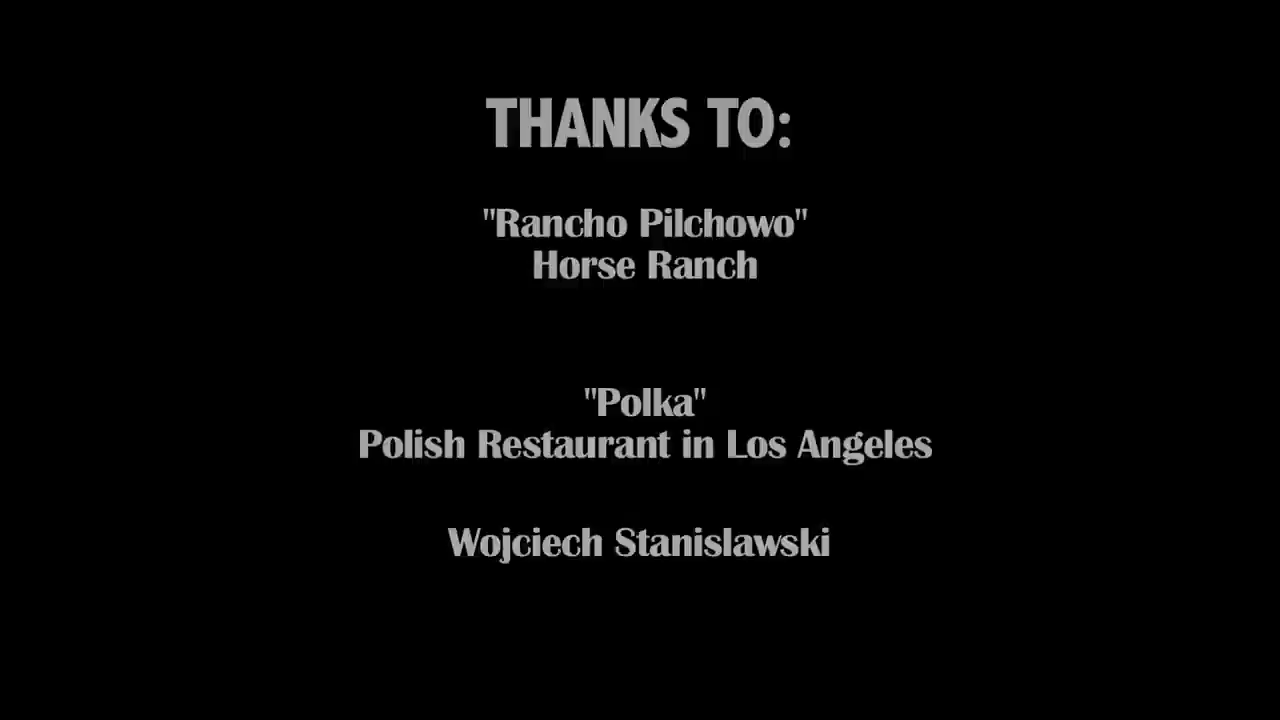 THANKS TO:
"Rancho Pilchowo"
Horse Ranch
"Polka"
Polish Restaurant in Los Angeles
Wojciech Stanislawski